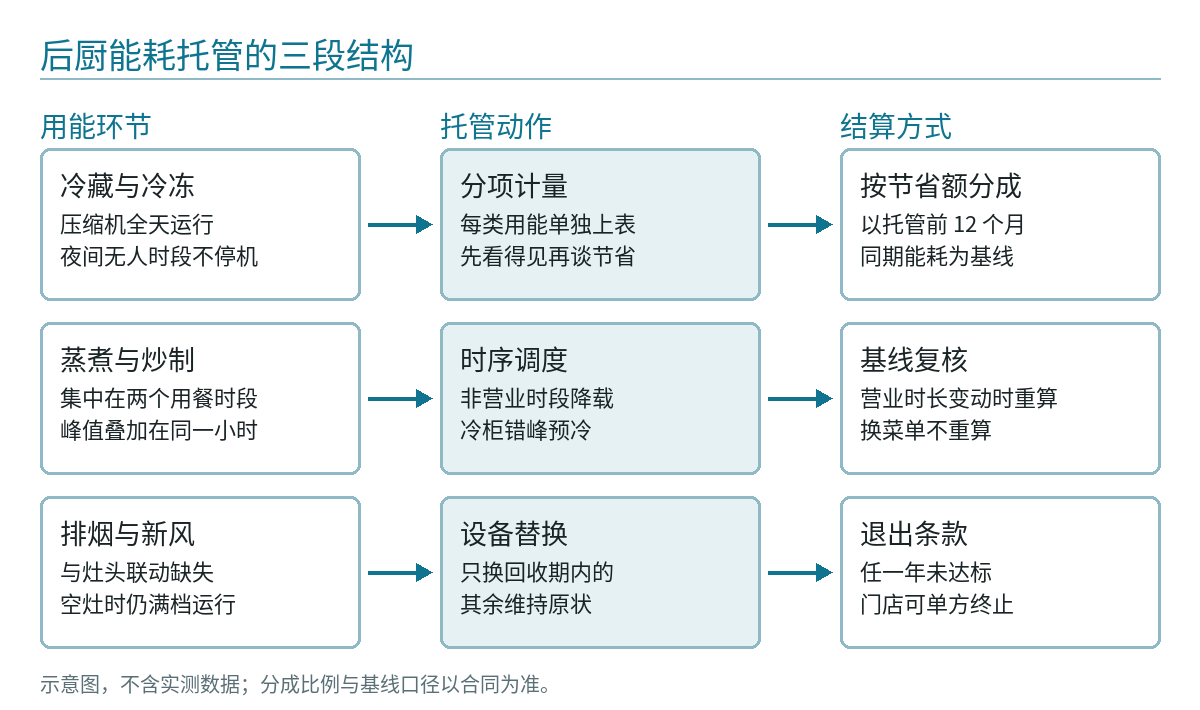 后厨能耗托管的三段结构
用能环节
托管动作
结算方式
冷藏与冷冻
压缩机全天运行
夜间无人时段不停机
分项计量
每类用能单独上表
先看得见再谈节省
按节省额分成
以托管前 12 个月
同期能耗为基线
蒸煮与炒制
集中在两个用餐时段
峰值叠加在同一小时
时序调度
非营业时段降载
冷柜错峰预冷
基线复核
营业时长变动时重算
换菜单不重算
排烟与新风
与灶头联动缺失
空灶时仍满档运行
设备替换
只换回收期内的
其余维持原状
退出条款
任一年未达标
门店可单方终止
示意图，不含实测数据；分成比例与基线口径以合同为准。